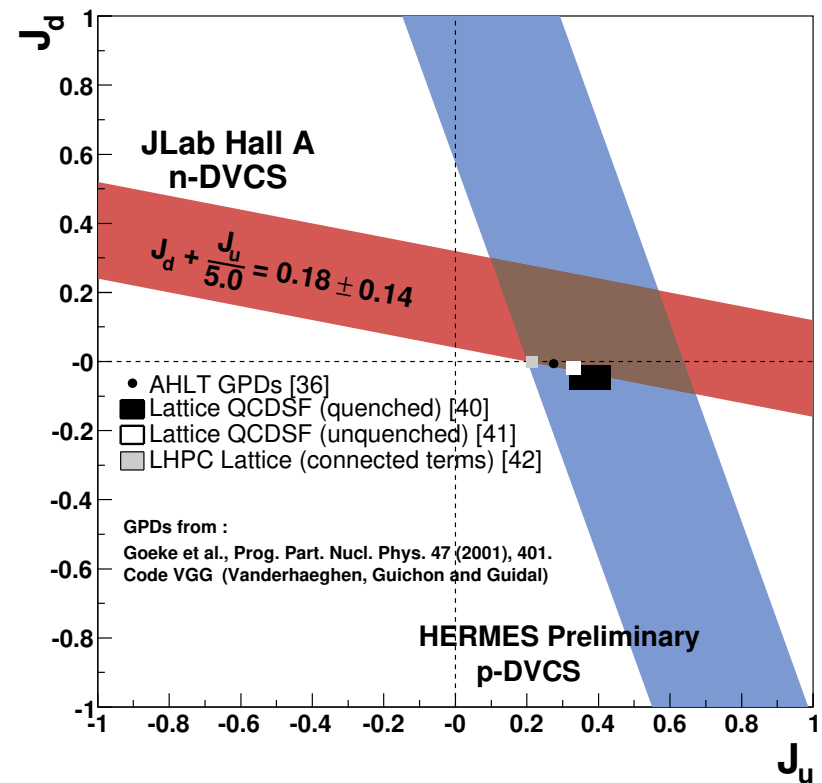 J_d
1
0.8
0.6
0.4
0.2
-0
-0.2
-0.4
-0.6
-0.8
-1
JLab Hall A
n-DVCS
J_d + J_u/5.0 = 0.18 ± 0.14
AHLT GPDs [36]
Lattice QCDSF (quenched) [40]
Lattice QCDSF (unquenched) [41]
LHPC Lattice (connected terms) [42]
GPDs from :
Goeke et al., Prog. Part. Nucl. Phys. 47 (2001), 401.
Code VGG (Vanderhaeghen, Guichon and Guidal)
HERMES Preliminary
p-DVCS
-1 -0.8 -0.6 -0.4 -0.2 -0 0.2 0.4 0.6 0.8 1
J_u